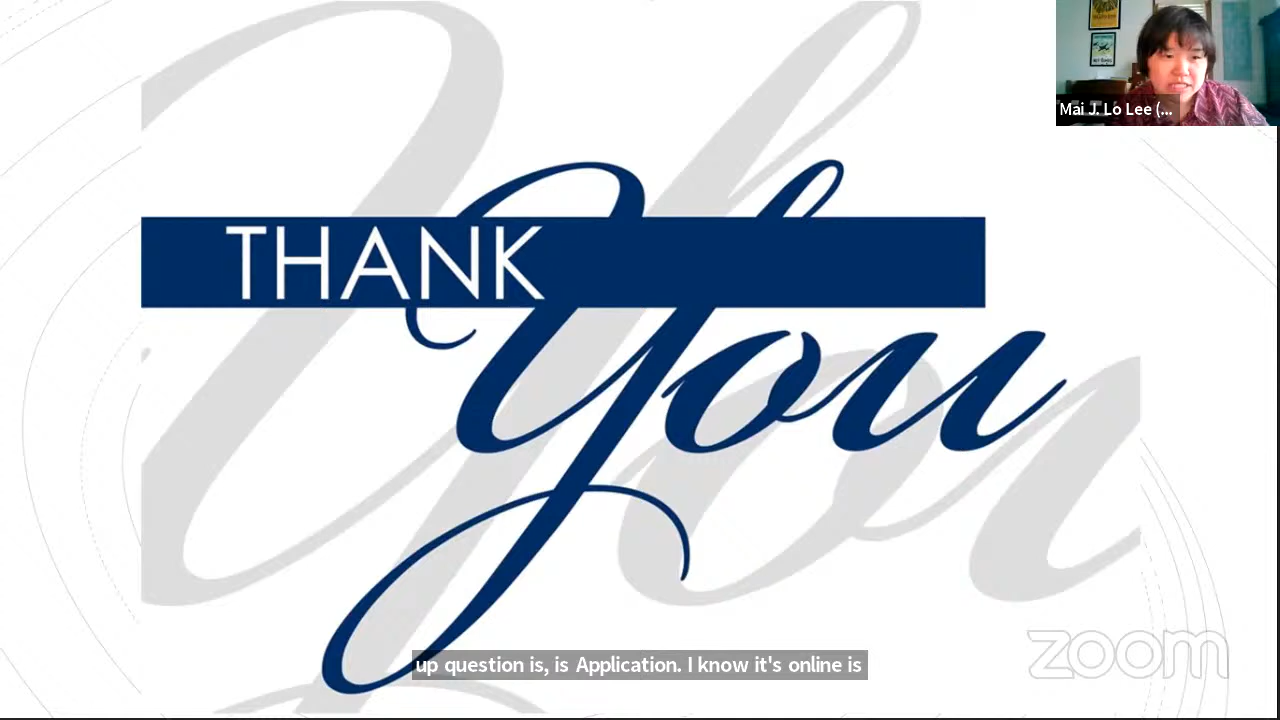 Mai J. Lo Lee (...
THANK
you
zoom
up question is, is Application. I know it's online is